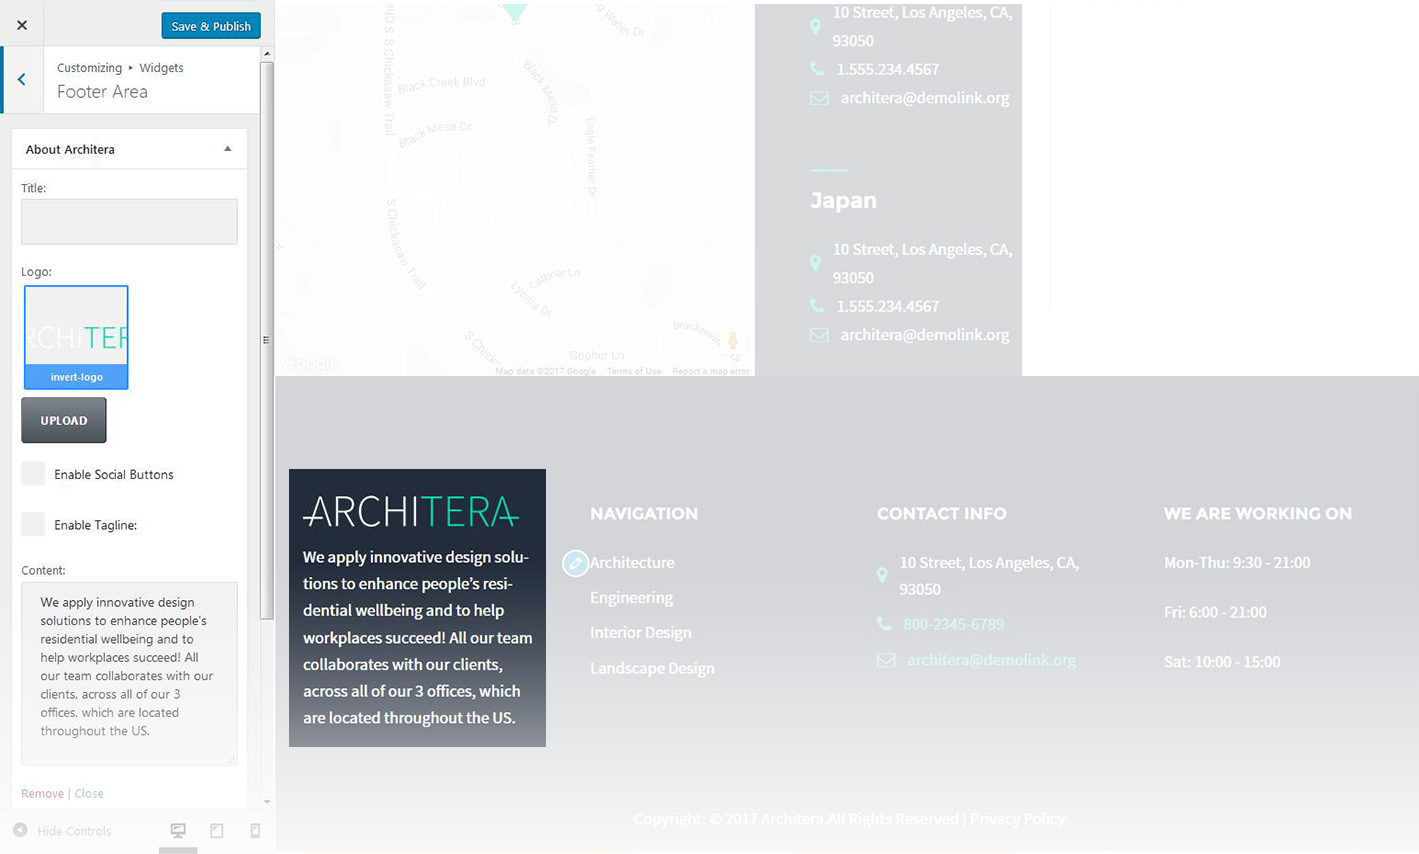 Save & Publish
Customizing ▸ Widgets
Footer Area
About Architera
Title:
Logo:
ARCHITER
invert-logo
UPLOAD
Enable Social Buttons
Enable Tagline:
Content:
We apply innovative design
solutions to enhance people's
residential wellbeing and to
help workplaces succeed! All
our team collaborates with our
clients, across all of our 3
offices, which are located
throughout the US.
Remove | Close
Hide Controls
S Chickasaw Trail
Black Creek Blvd
Black Mesa Dr
Black Mesa Ct
Eagle Feather Dr
Water Dr
S Chickasaw Trail
Catbriar Ln
Lyonia Dr
S Chick
Gopher Ln
Google
Map data ©2017 Google
Terms of Use
Report a map error
10 Street, Los Angeles, CA,
93050
1.555.234.4567
architera@demolink.org
Japan
10 Street, Los Angeles, CA,
93050
1.555.234.4567
architera@demolink.org
ARCHITERA
We apply innovative design solu-
tions to enhance people's resi-
dential wellbeing and to help
workplaces succeed! All our team
collaborates with our clients,
across all of our 3 offices, which
are located throughout the US.
NAVIGATION
Architecture
Engineering
Interior Design
Landscape Design
CONTACT INFO
10 Street, Los Angeles, CA,
93050
800-2345-6789
architera@demolink.org
WE ARE WORKING ON
Mon-Thu: 9:30 - 21:00
Fri: 6:00 - 21:00
Sat: 10:00 - 15:00
Copyright: © 2017 Architera.All Rights Reserved | Privacy Policy